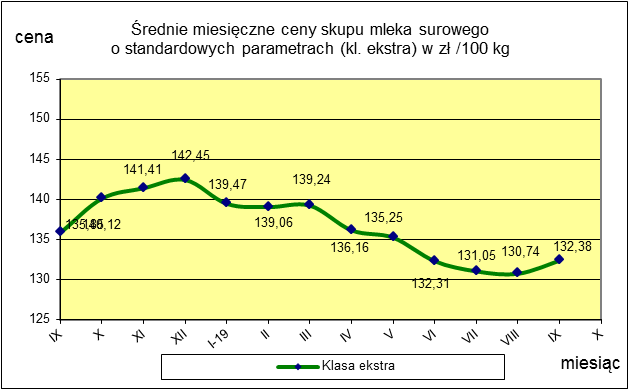 Średnie miesięczne ceny skupu mleka surowego
o standardowych parametrach (kl. ekstra) w zł /100 kg
cena
155
150
145
140
135
130
125
140,12
141,41
142,45
139,47
139,06
139,24
136,16
135,25
132,31
131,05
130,74
132,38
IX
X
XI
XII
I-19
II
III
IV
V
VI
VII
VIII
IX
X
miesiąc
Klasa ekstra